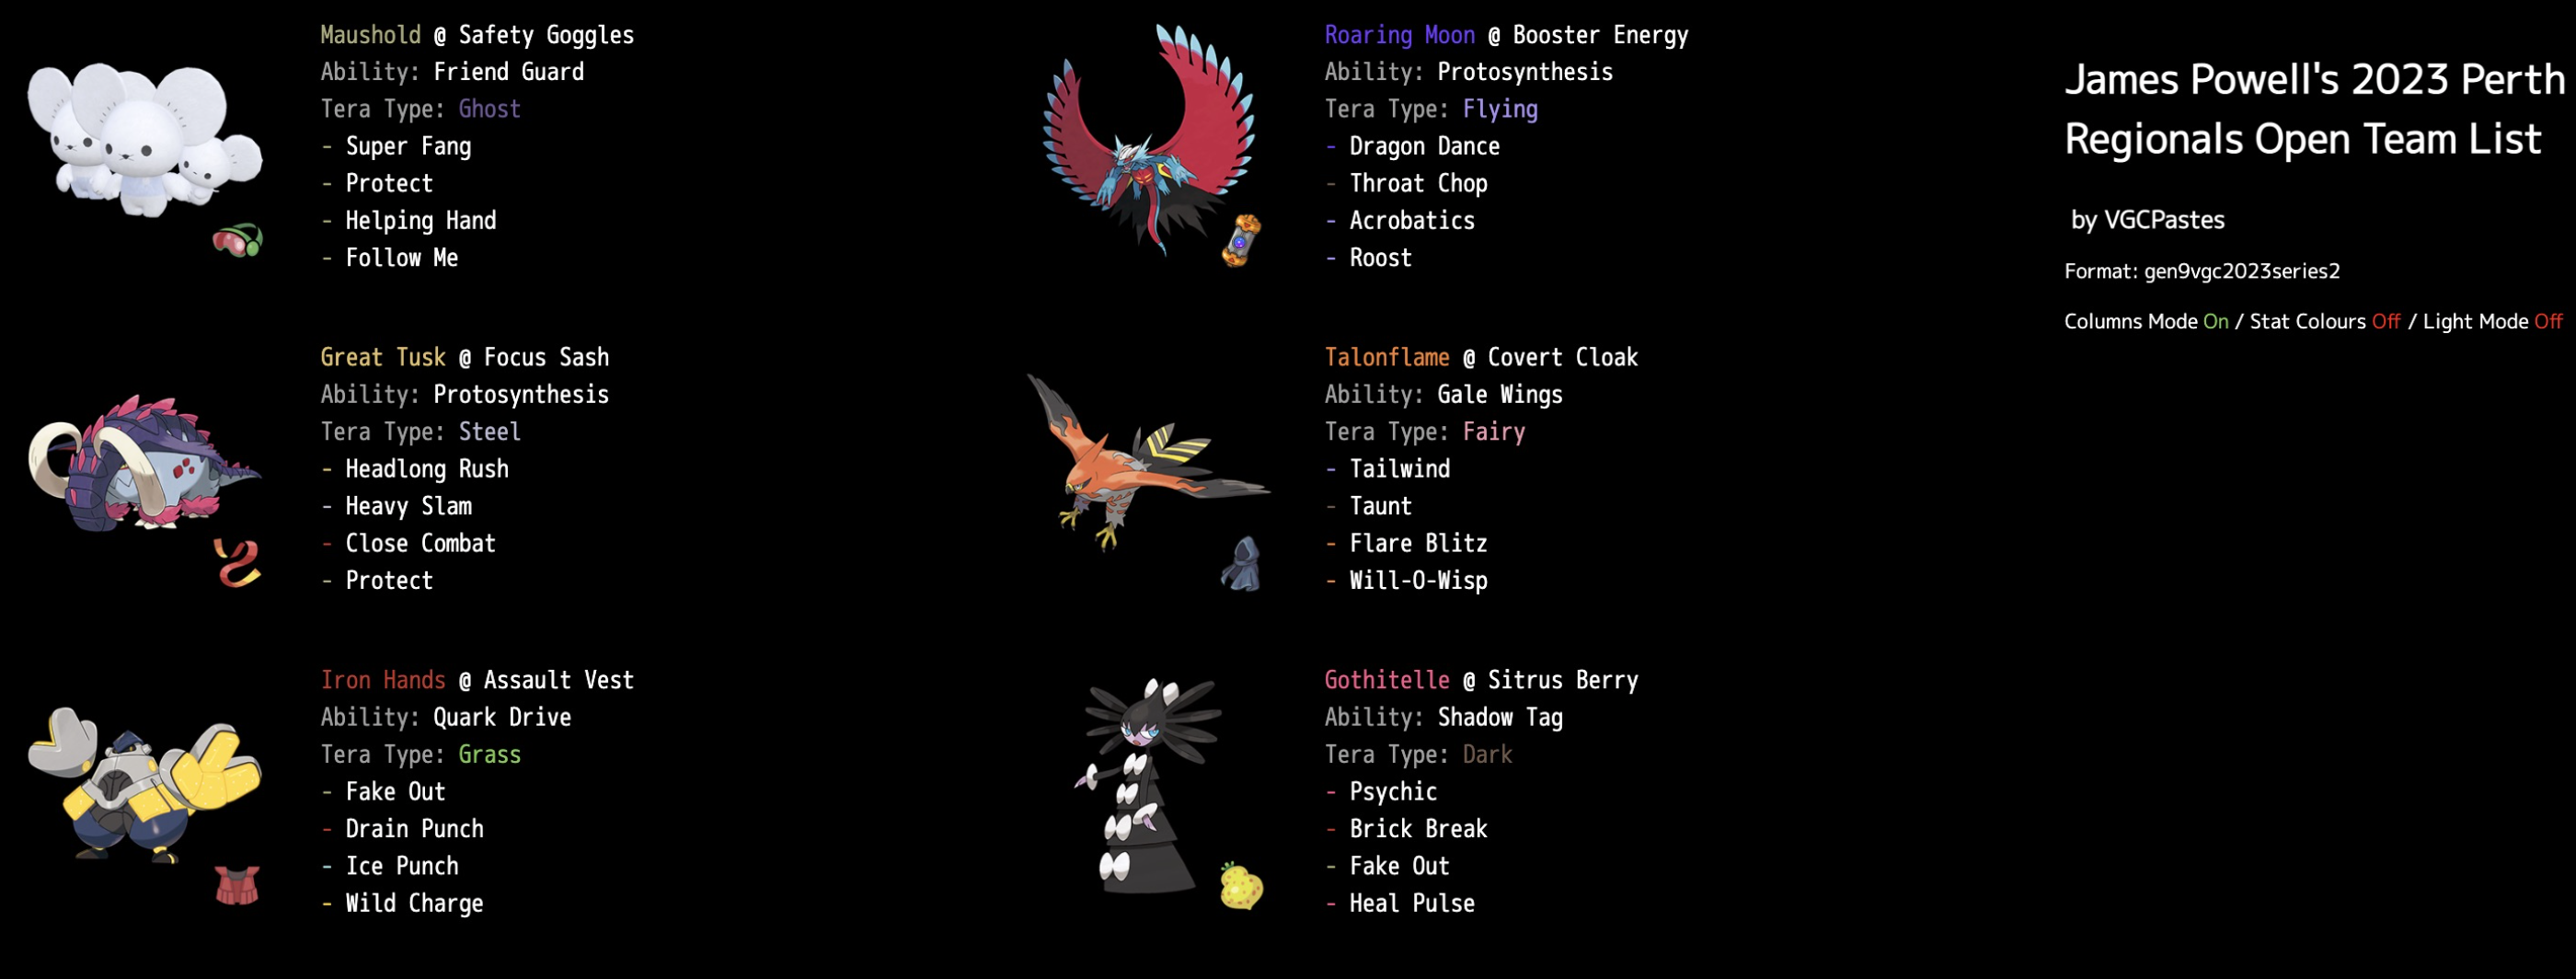 Maushold @ Safety Goggles
Ability: Friend Guard
Tera Type: Ghost
- Super Fang
- Protect
- Helping Hand
- Follow Me
Roaring Moon @ Booster Energy
Ability: Protosynthesis
Tera Type: Flying
- Dragon Dance
- Throat Chop
- Acrobatics
- Roost
Great Tusk @ Focus Sash
Ability: Protosynthesis
Tera Type: Steel
- Headlong Rush
- Heavy Slam
- Close Combat
- Protect
Talonflame @ Covert Cloak
Ability: Gale Wings
Tera Type: Fairy
- Tailwind
- Taunt
- Flare Blitz
- Will-O-Wisp
Iron Hands @ Assault Vest
Ability: Quark Drive
Tera Type: Grass
- Fake Out
- Drain Punch
- Ice Punch
- Wild Charge
Gothitelle @ Sitrus Berry
Ability: Shadow Tag
Tera Type: Dark
- Psychic
- Brick Break
- Fake Out
- Heal Pulse
James Powell's 2023 Perth
Regionals Open Team List
by VGCPastes
Format: gen9vgc2023series2
Columns Mode On / Stat Colours Off / Light Mode Off